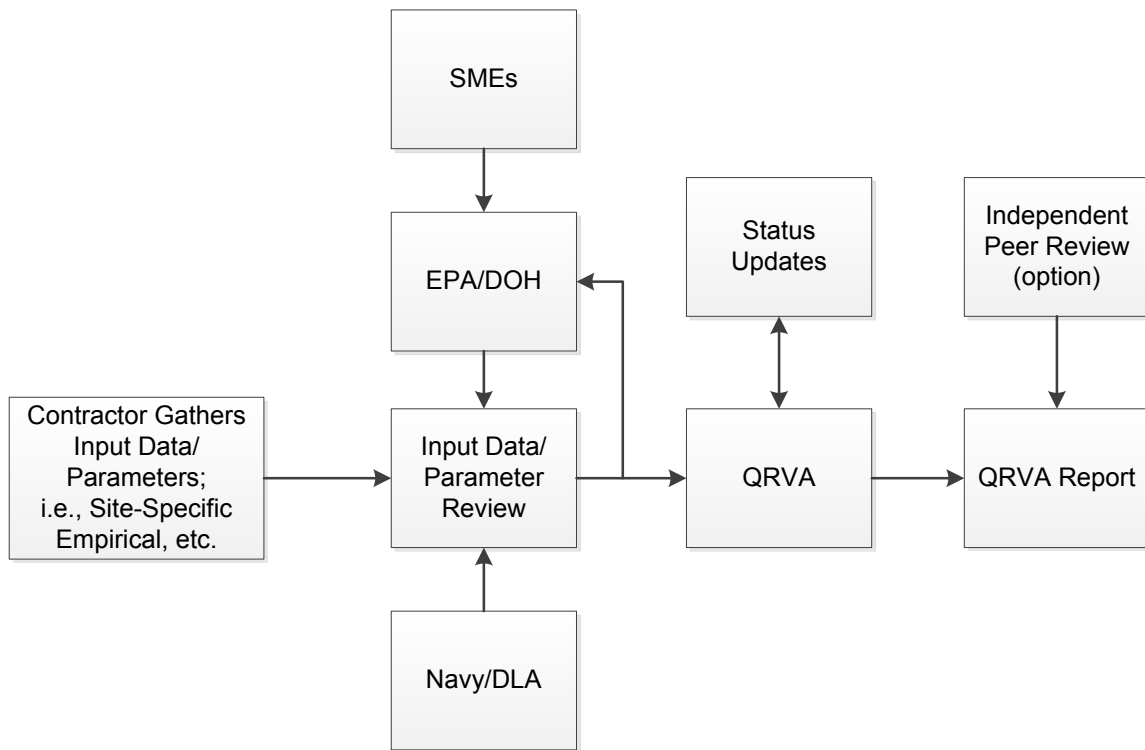 SMEs
EPA/DOH
Status
Updates
Independent
Peer Review
(option)
Contractor Gathers
Input Data/
Parameters;
i.e., Site-Specific
Empirical, etc.
Input Data/
Parameter
Review
QRVA
QRVA Report
Navy/DLA